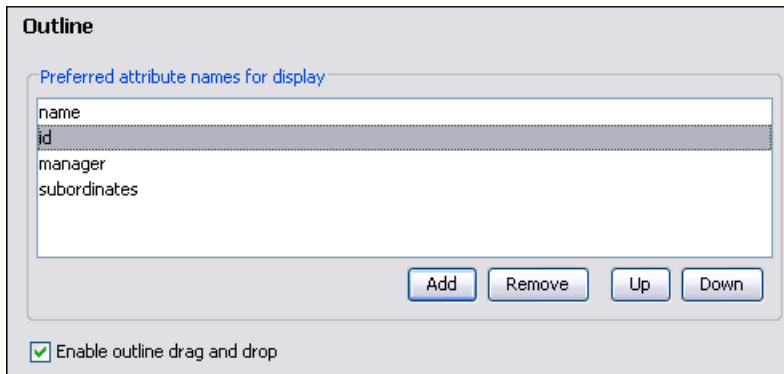 Outline
Preferred attribute names for display
name
id
manager
subordinates
Add Remove Up Down
Enable outline drag and drop